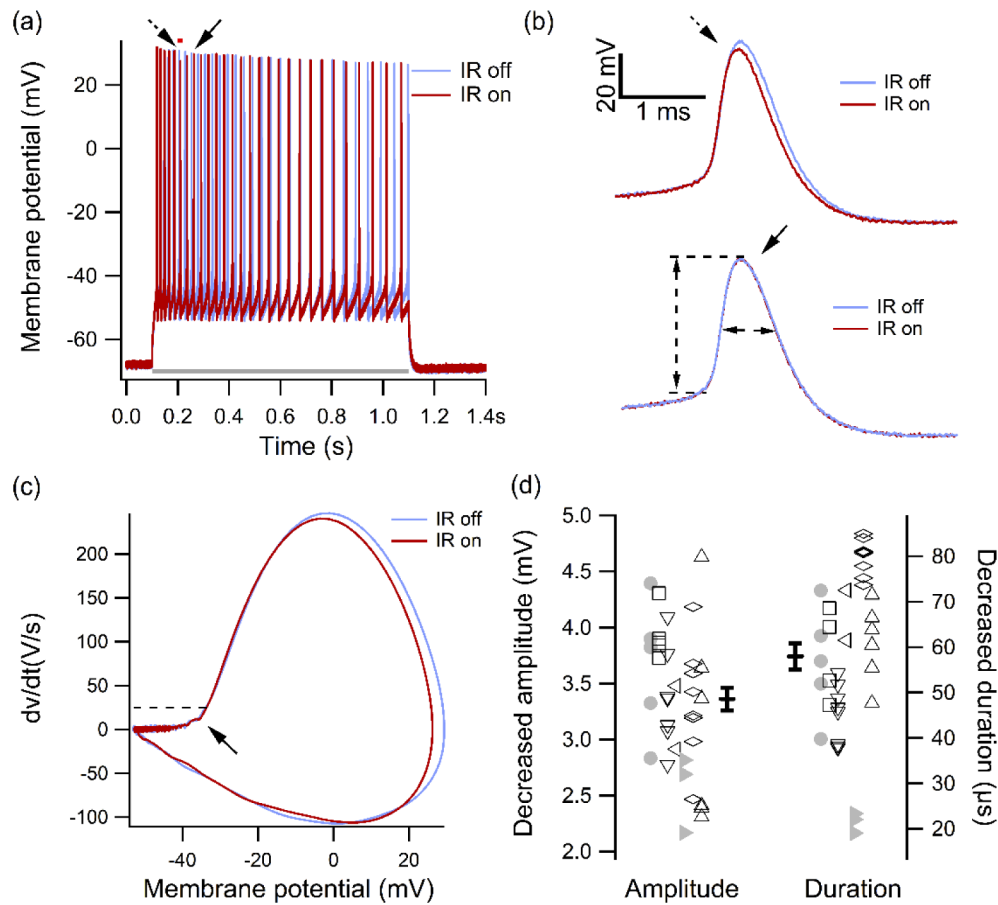 (a)
20
0
-20
-40
-60
Membrane potential (mV)
IR off
IR on
0.0 0.2 0.4 0.6 0.8 1.0 1.2 1.4s
Time (s)
(b)
20 mV
1 ms
IR off
IR on
IR off
IR on
(c)
200
150
100
50
0
-50
-100
dv/dt(V/s)
IR off
IR on
-40 -20 0 20
Membrane potential (mV)
(d)
5.0
4.5
4.0
3.5
3.0
2.5
2.0
Decreased amplitude (mV)
80
70
60
50
40
30
20
Decreased duration (µs)
Amplitude Duration